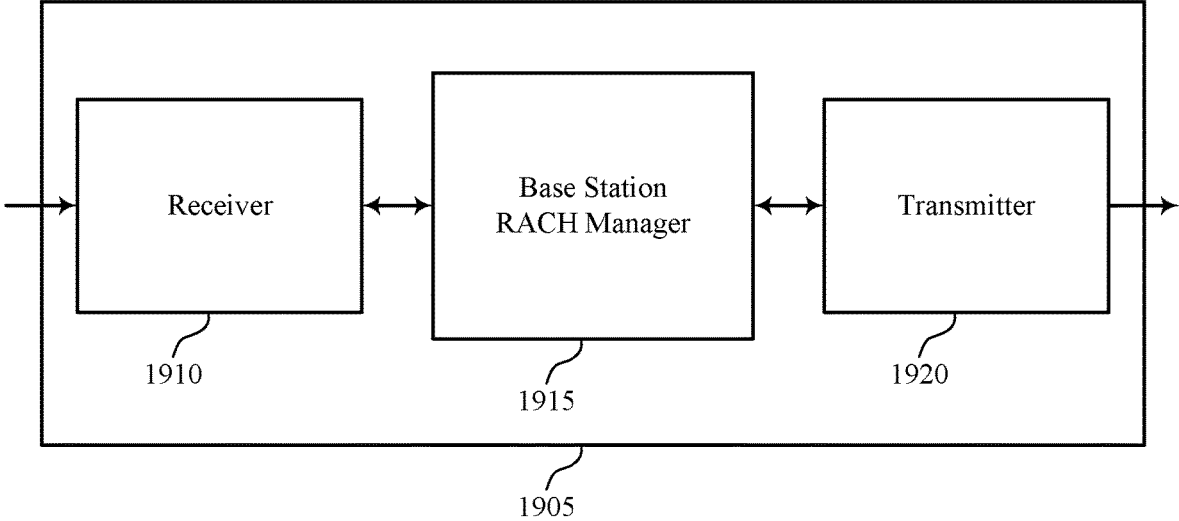 Receiver
Base Station
RACH Manager
Transmitter
1910
1915
1920
1905